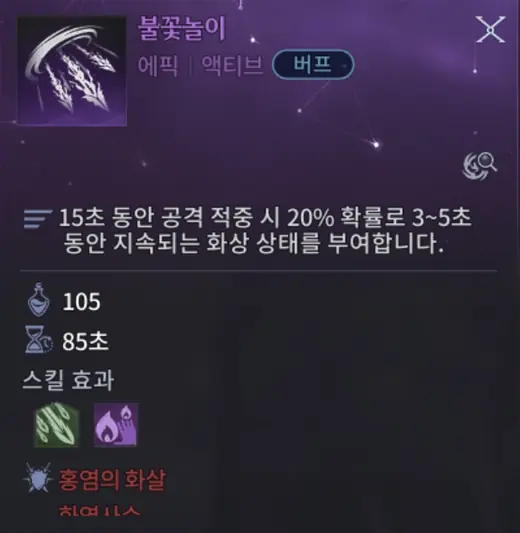 불꽃놀이
에픽 | 액티브 버프
15초 동안 공격 적중 시 20% 확률로 3~5초
동안 지속되는 화상 상태를 부여합니다.
105
85초
스킬 효과
홍염의 화살